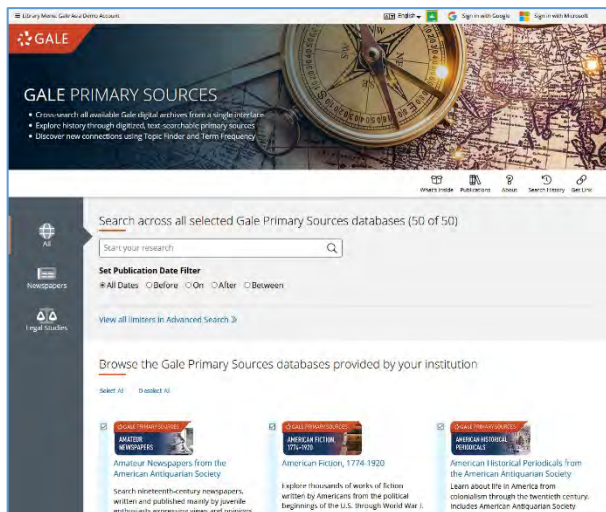 Library Menu: Gale Asia Demo Account
English
Sign in with Google
Sign in with Microsoft
GALE
GALE PRIMARY SOURCES
• Cross-search all available Gale digital archives from a single interface
• Explore history through digitized, text-searchable primary sources
• Discover new connections using Topic Finder and Term Frequency
What's Inside
Publications
About
Search History
Get Link
All
Newspapers
Legal Studies
Search across all selected Gale Primary Sources databases (50 of 50)
Start your research
Set Publication Date Filter
All Dates Before On After Between
View all limiters in Advanced Search »
Browse the Gale Primary Sources databases provided by your institution
Select All Deselect All
GALE PRIMARY SOURCES
AMATEUR
NEWSPAPERS
Amateur Newspapers from the
American Antiquarian Society
Search nineteenth-century newspapers,
written and published mainly by juvenile
enthusiasts expressing views and opinions
GALE PRIMARY SOURCES
AMERICAN FICTION,
1774–1920
American Fiction, 1774-1920
Explore thousands of works of fiction
written by Americans from the political
beginnings of the U.S. through World War I.
GALE PRIMARY SOURCES
AMERICAN HISTORICAL
PERIODICALS
American Historical Periodicals from
the American Antiquarian Society
Learn about life in America from
colonialism through the twentieth century.
Includes American Antiquarian Society